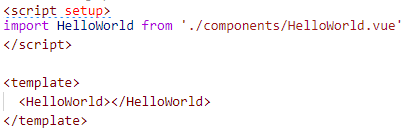 <script setup>
import HelloWorld from './components/HelloWorld.vue'
</script>

<template>
  <HelloWorld></HelloWorld>
</template>